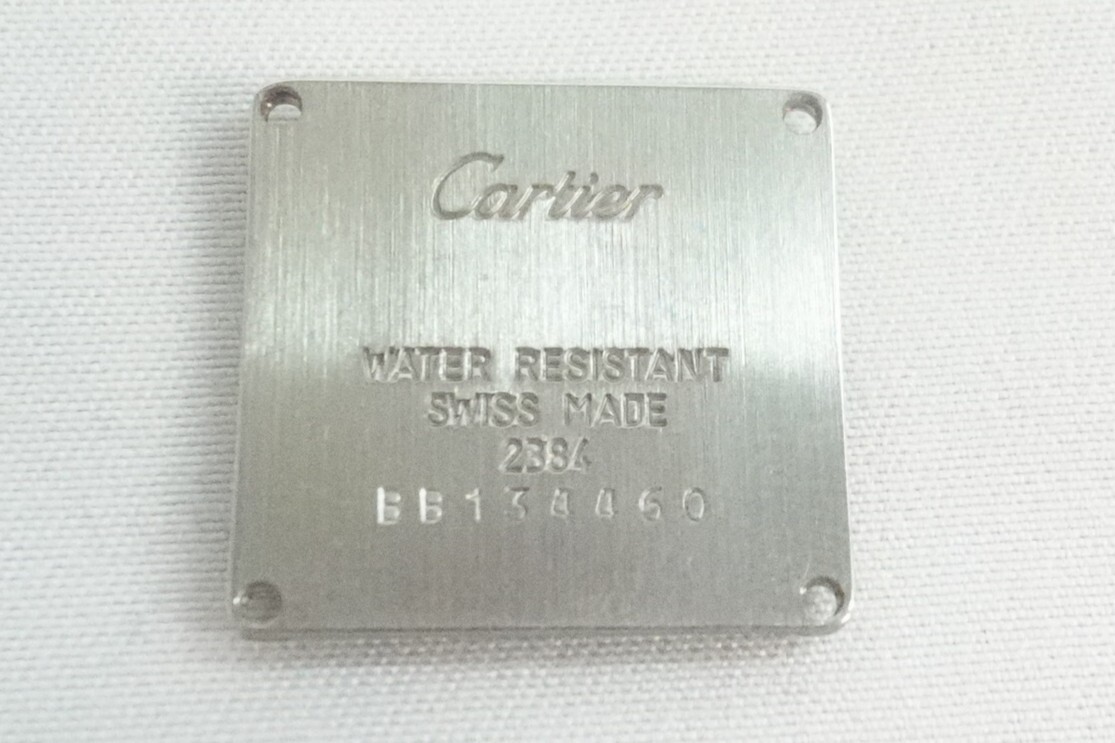 Cartier
WATER RESISTANT
SWISS MADE
2384
BB134460